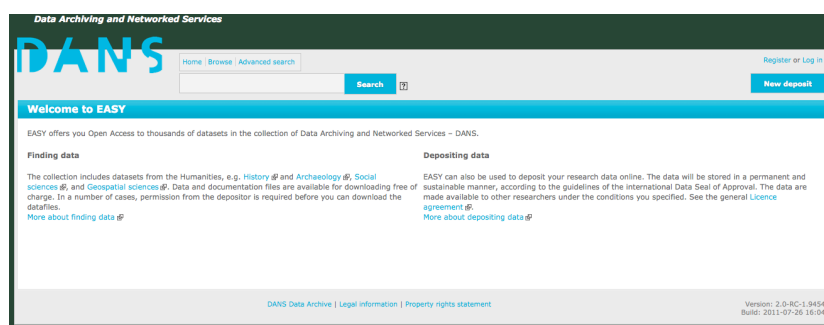 Data Archiving and Networked Services
DANS
Home | Browse | Advanced search
Register or Log in
Search [?]
New deposit
Welcome to EASY
EASY offers you Open Access to thousands of datasets in the collection of Data Archiving and Networked Services – DANS.
Finding data
The collection includes datasets from the Humanities, e.g. History and Archaeology, Social
sciences, and Geospatial sciences. Data and documentation files are available for downloading free of
charge. In a number of cases, permission from the depositor is required before you can download the
datafiles.
More about finding data
Depositing data
EASY can also be used to deposit your research data online. The data will be stored in a permanent and
sustainable manner, according to the guidelines of the international Data Seal of Approval. The data are
made available to other researchers under the conditions you specified. See the general Licence
agreement.
More about depositing data
DANS Data Archive | Legal information | Property rights statement
Version: 2.0-RC-1.9454
Build: 2011-07-26 16:04